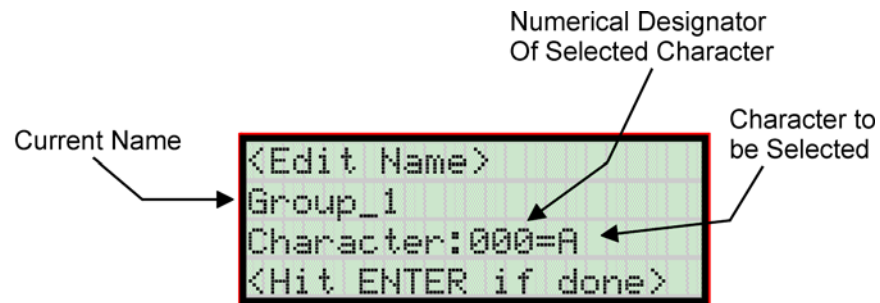 Numerical Designator
Of Selected Character
Character to
be Selected
Current Name
<Edit Name>
Group_1
Character:000=A
<Hit ENTER if done>